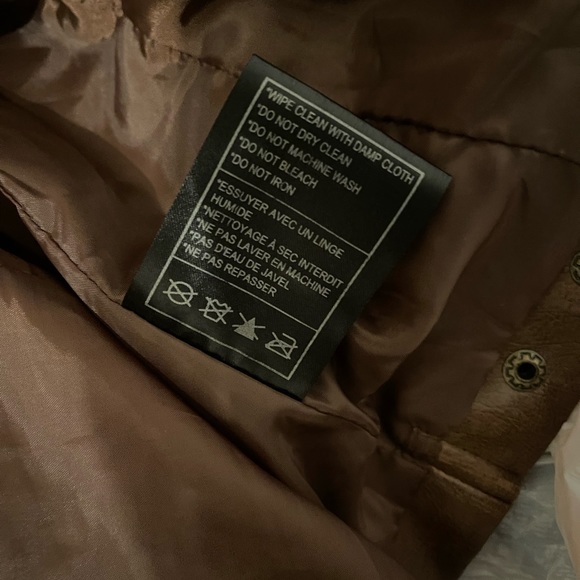 *WIPE CLEAN WITH DAMP CLOTH
*DO NOT DRY CLEAN
*DO NOT MACHINE WASH
*DO NOT BLEACH
*DO NOT IRON
*ESSUYER AVEC UN LINGE
HUMIDE
*NETTOYAGE À SEC INTERDIT
*NE PAS LAVER EN MACHINE
*PAS D'EAU DE JAVEL
*NE PAS REPASSER